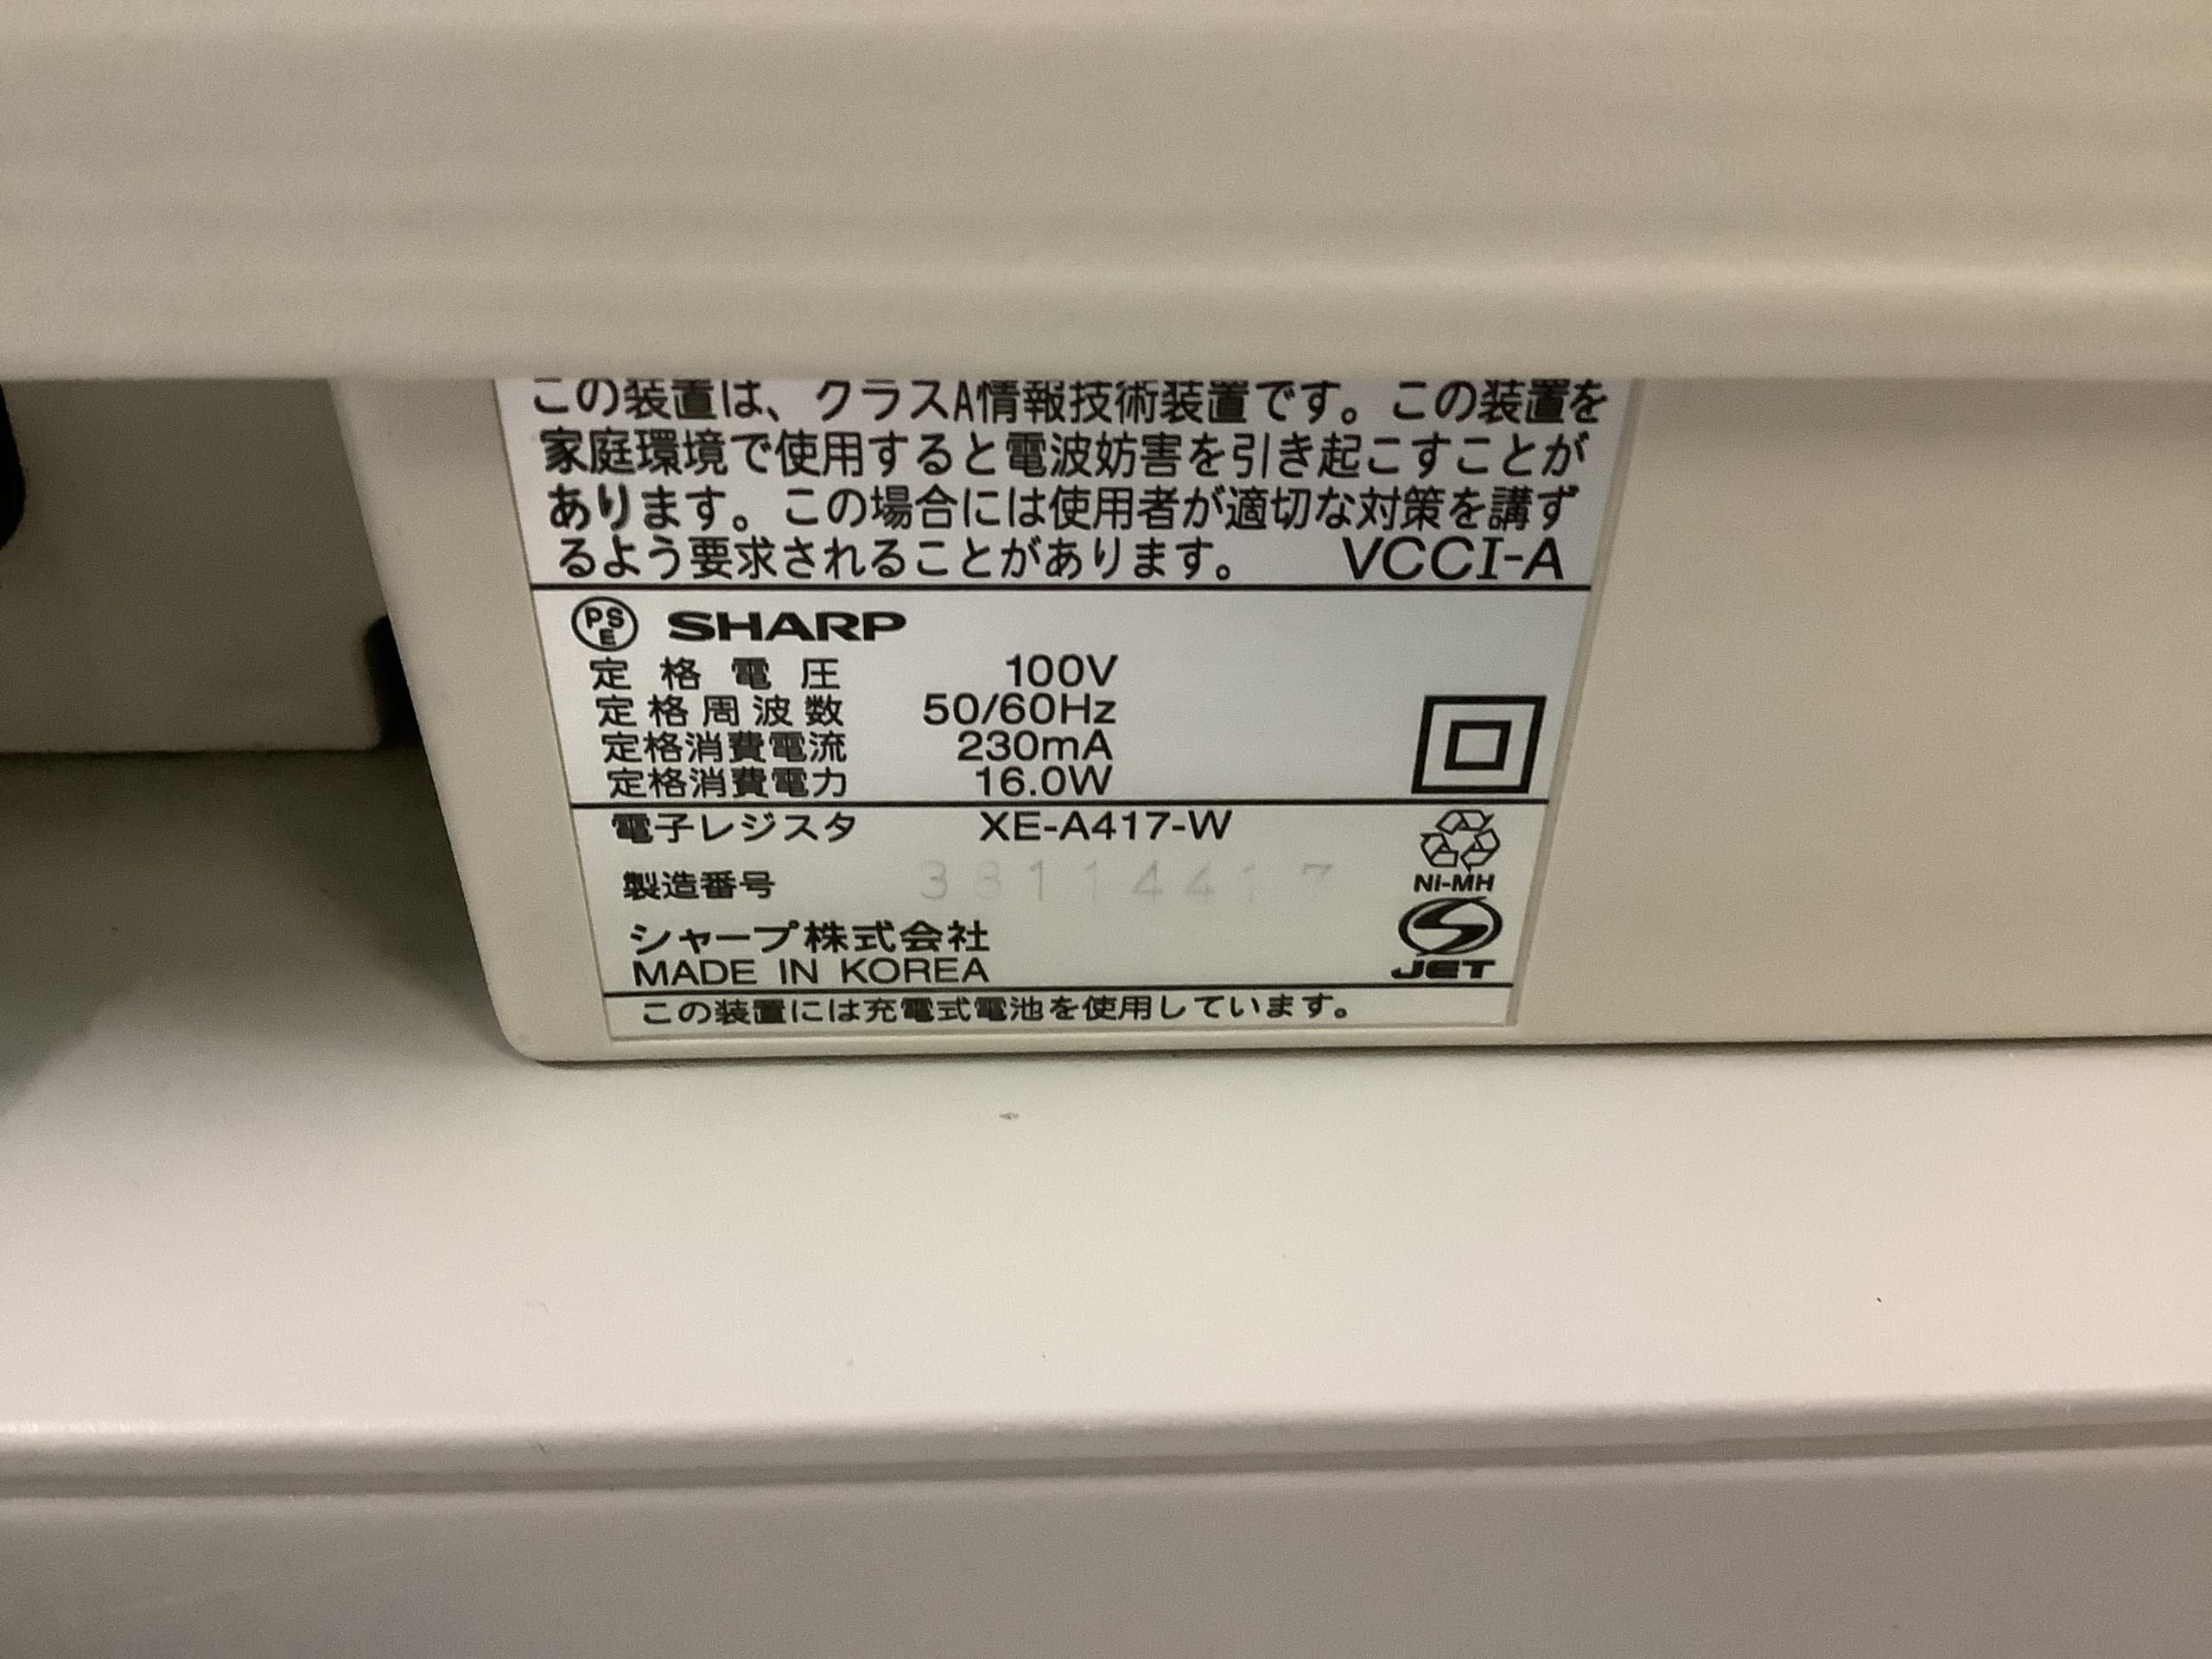 この装置は、クラスA情報技術装置です。この装置を
家庭環境で使用すると電波妨害を引き起こすことが
あります。この場合には使用者が適切な対策を講ず
るよう要求されることがあります。 VCCI-A
PSE SHARP
定格電圧 100V
定格周波数 50/60Hz
定格消費電流 230mA
定格消費電力 16.0W
電子レジスタ XE-A417-W
製造番号
Ni-MH
シャープ株式会社
MADE IN KOREA
JET
この装置には充電式電池を使用しています。